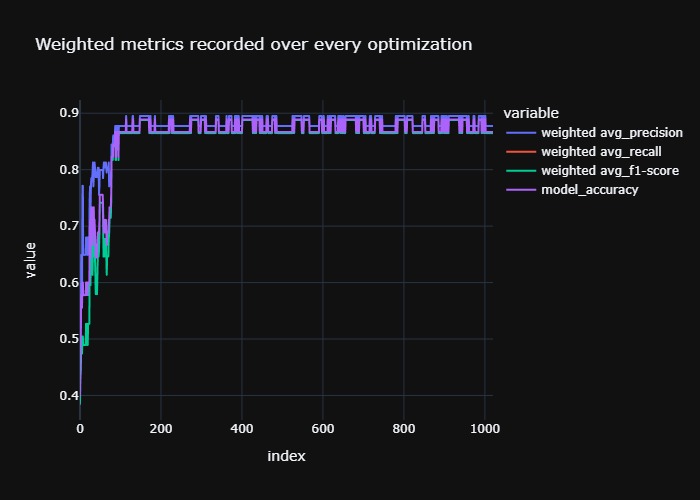 Weighted metrics recorded over every optimization
variable
weighted avg_precision
weighted avg_recall
weighted avg_f1-score
model_accuracy
value
0.9
0.8
0.7
0.6
0.5
0.4
0 200 400 600 800 1000
index